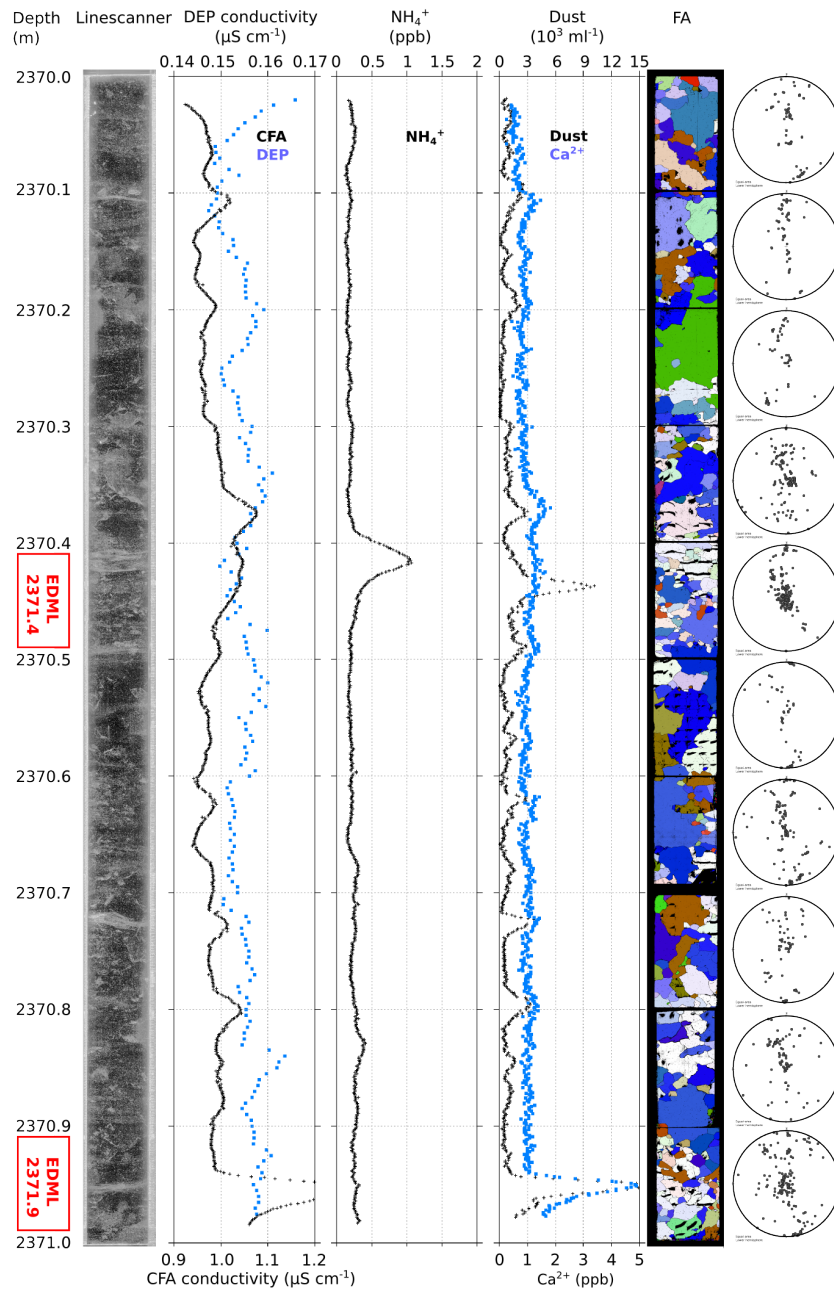 Depth
(m)
Linescanner
DEP conductivity
(µS cm⁻¹)
NH₄⁺
(ppb)
Dust
(10³ ml⁻¹)
FA
0.14 0.15 0.16 0.17
0 0.5 1 2
0 3 6 9 12 15
CFA
DEP
NH₄⁺
Dust
Ca²⁺
2370.0
2370.1
2370.2
2370.3
2370.4
2370.5
2370.6
2370.7
2370.8
2370.9
2371.0
EDML
2371.4
EDML
2371.9
0.9 1.0 1.1 1.2
CFA conductivity (µS cm⁻¹)
0 1 2 3 4 5
Ca²⁺ (ppb)